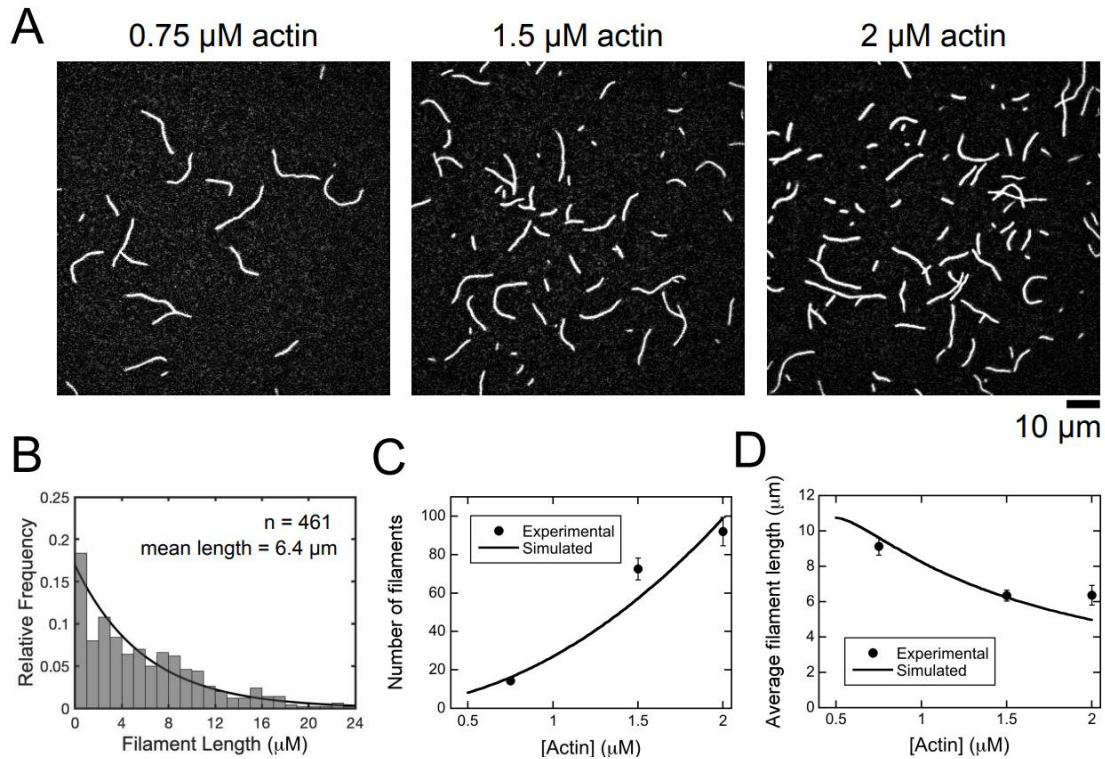 A
0.75 µM actin
1.5 µM actin
2 µM actin
10 µm
B
Relative Frequency
0.25
0.2
0.15
0.1
0.05
0
n = 461
mean length = 6.4 µm
0 4 8 12 16 20 24
Filament Length (µM)
C
Number of filaments
100
80
60
40
20
0
Experimental
Simulated
0.5 1 1.5 2
[Actin] (µM)
D
Average filament length (µm)
12
10
8
6
4
2
0
Experimental
Simulated
0.5 1 1.5 2
[Actin] (µM)